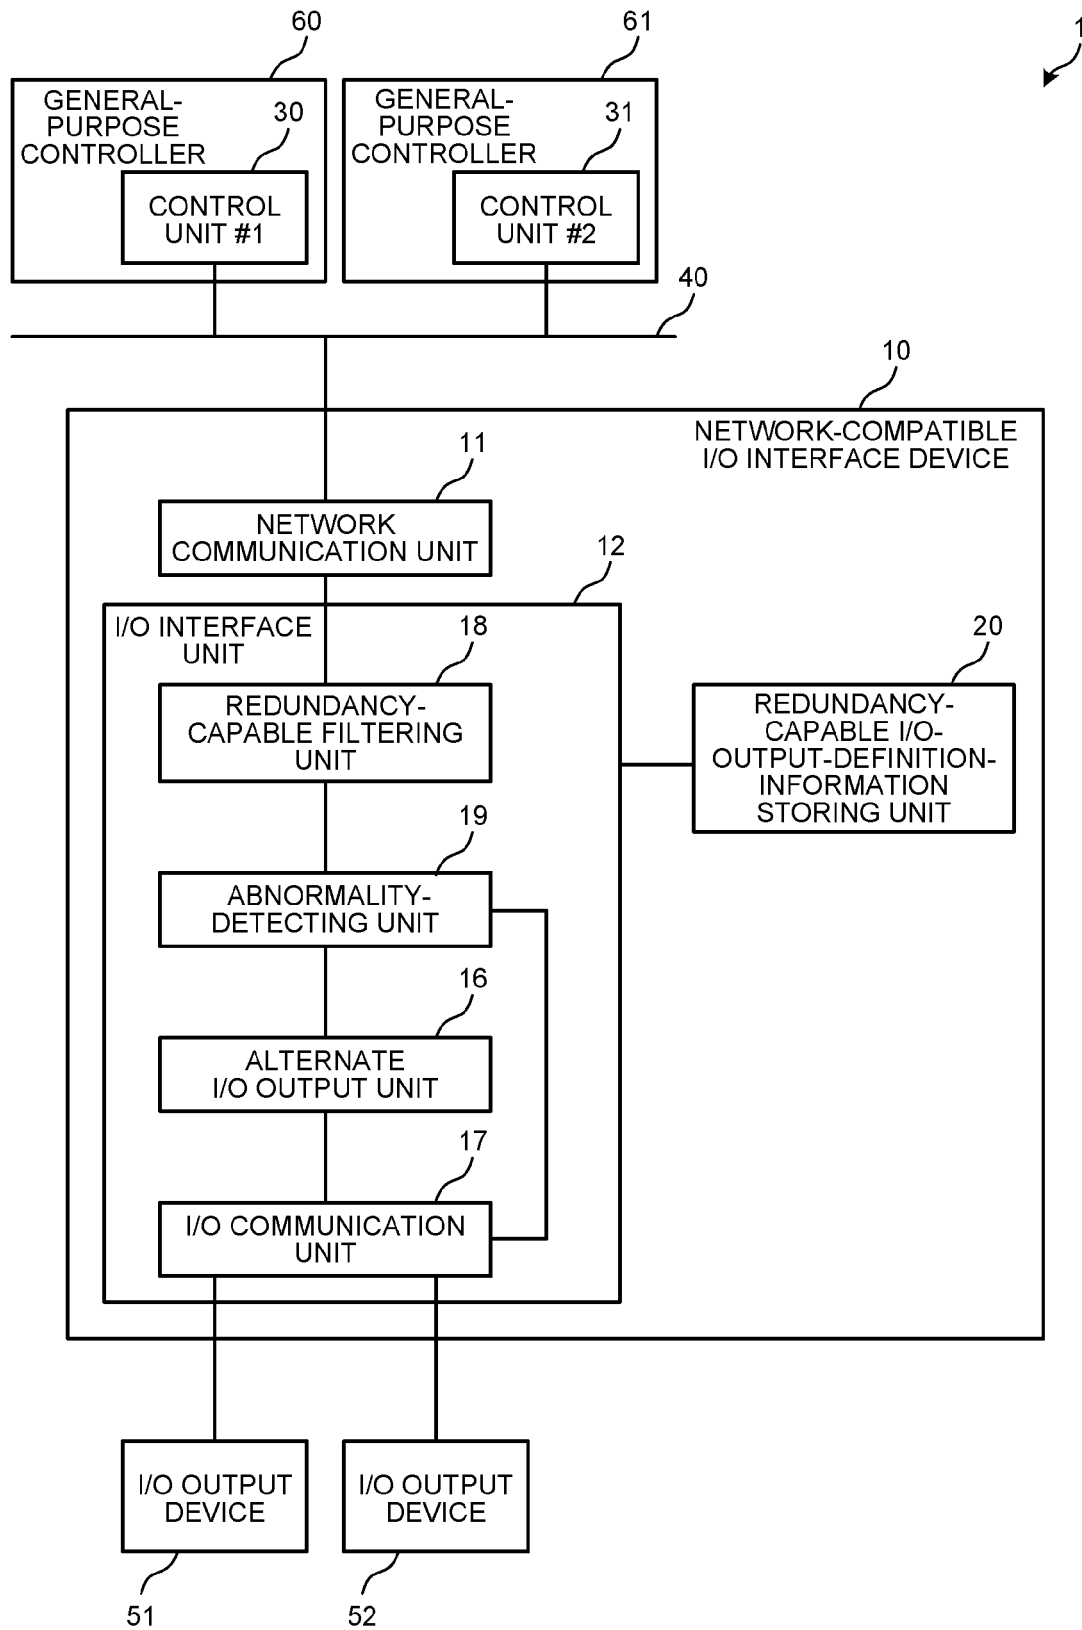 60
61
1
GENERAL-
PURPOSE
CONTROLLER
30
CONTROL
UNIT #1
GENERAL-
PURPOSE
CONTROLLER
31
CONTROL
UNIT #2
40
10
NETWORK-COMPATIBLE
I/O INTERFACE DEVICE
11
NETWORK
COMMUNICATION UNIT
12
I/O INTERFACE
UNIT
18
REDUNDANCY-
CAPABLE FILTERING
UNIT
20
REDUNDANCY-
CAPABLE I/O-
OUTPUT-DEFINITION-
INFORMATION
STORING UNIT
19
ABNORMALITY-
DETECTING UNIT
16
ALTERNATE
I/O OUTPUT UNIT
17
I/O COMMUNICATION
UNIT
I/O OUTPUT
DEVICE
I/O OUTPUT
DEVICE
51
52